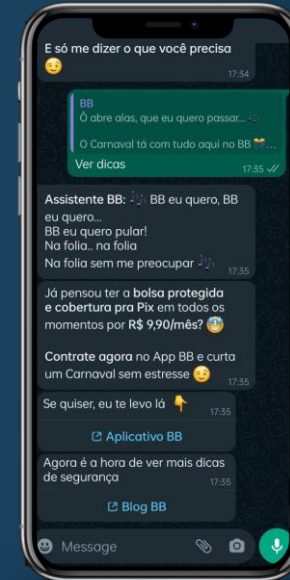 E só me dizer o que você precisa
😉
17:34
BB
Ô abre alas, que eu quero passar... 🎶
O Carnaval tá com tudo aqui no BB 🎊...
Ver dicas
17:35
Assistente BB: 🎶 BB eu quero, BB
eu quero...
BB eu quero pular!
Na folia.. na folia
Na folia sem me preocupar 🎶
17:35
Já pensou ter a bolsa protegida
e cobertura pra Pix em todos os
momentos por R$ 9,90/mês? 🤠
Contrate agora no App BB e curta
um Carnaval sem estresse 😉
17:35
Se quiser, eu te levo lá 👇
17:35
Aplicativo BB
Agora é a hora de ver mais dicas
de segurança
17:35
Blog BB
Message